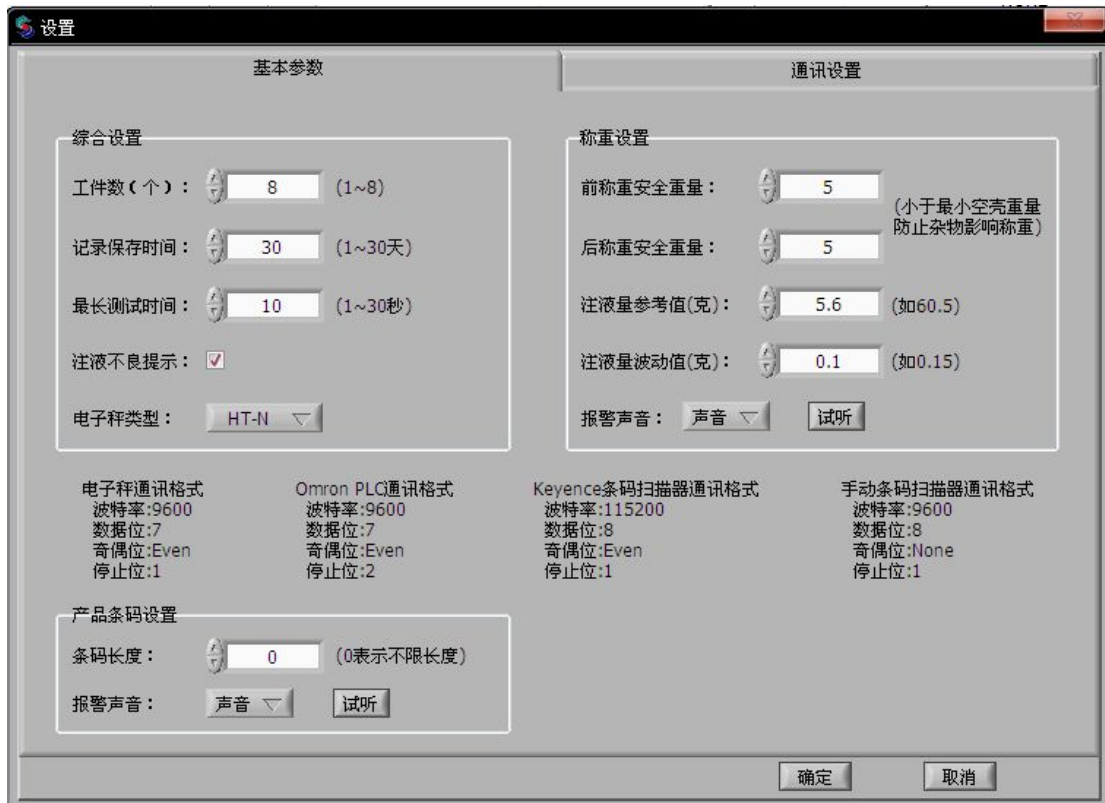 设置
基本参数
通讯设置
综合设置
工件数(个): 8 (1~8)
记录保存时间: 30 (1~30天)
最长测试时间: 10 (1~30秒)
注液不良提示:
电子秤类型: HT-N
称重设置
前称重安全重量: 5
(小于最小空壳重量
防止杂物影响称重)
后称重安全重量: 5
注液量参考值(克): 5.6 (如60.5)
注液量波动值(克): 0.1 (如0.15)
报警声音: 声音 试听
电子秤通讯格式
波特率:9600
数据位:7
奇偶位:Even
停止位:1
Omron PLC通讯格式
波特率:9600
数据位:7
奇偶位:Even
停止位:2
Keyence条码扫描器通讯格式
波特率:115200
数据位:8
奇偶位:Even
停止位:1
手动条码扫描器通讯格式
波特率:9600
数据位:8
奇偶位:None
停止位:1
产品条码设置
条码长度: 0 (0表示不限长度)
报警声音: 声音 试听
确定 取消